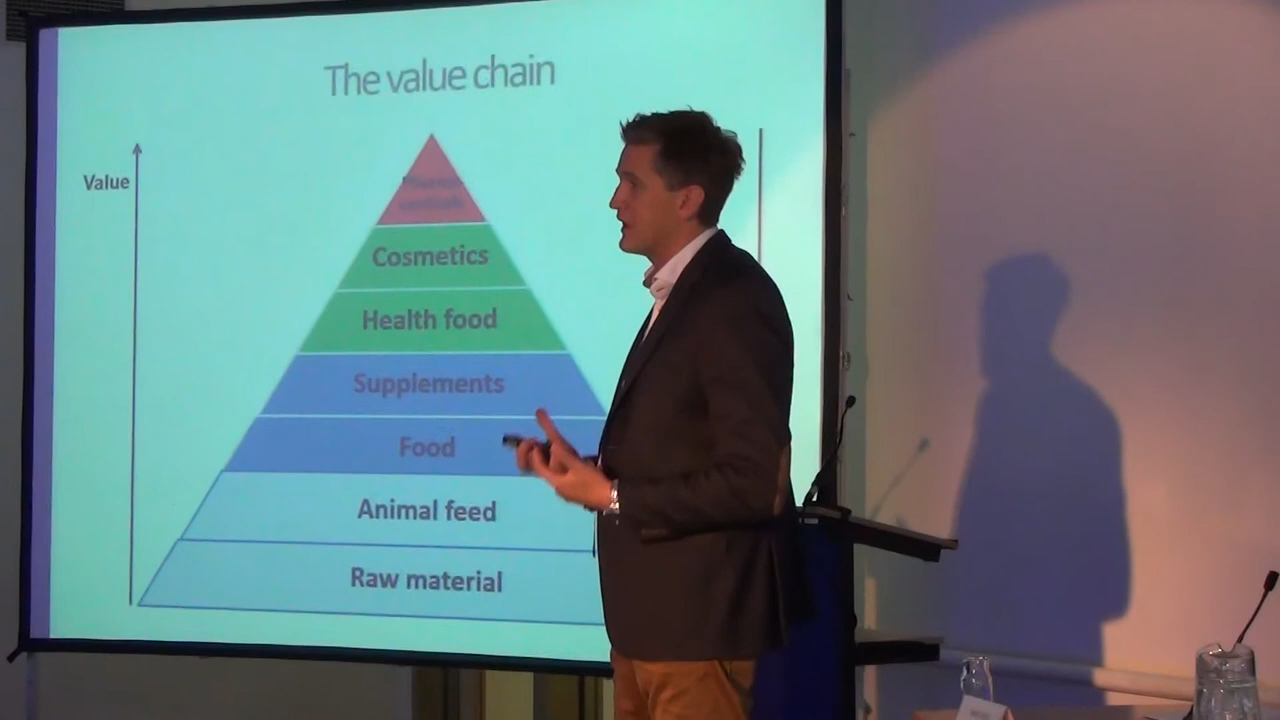 The value chain
Value
Cosmetics
Health food
Supplements
Food
Animal feed
Raw material